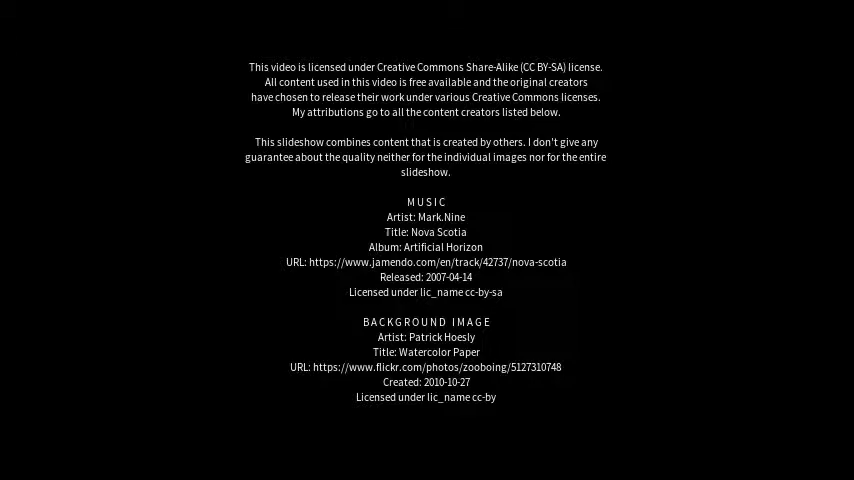 This video is licensed under Creative Commons Share-Alike (CC BY-SA) license.
All content used in this video is free available and the original creators
have chosen to release their work under various Creative Commons licenses.
My attributions go to all the content creators listed below.
This slideshow combines content that is created by others. I don't give any
guarantee about the quality neither for the individual images nor for the entire
slideshow.
MUSIC
Artist: Mark.Nine
Title: Nova Scotia
Album: Artificial Horizon
URL: https://www.jamendo.com/en/track/42737/nova-scotia
Released: 2007-04-14
Licensed under lic_name cc-by-sa
BACKGROUND IMAGE
Artist: Patrick Hoesly
Title: Watercolor Paper
URL: https://www.flickr.com/photos/zooboing/5127310748
Created: 2010-10-27
Licensed under lic_name cc-by